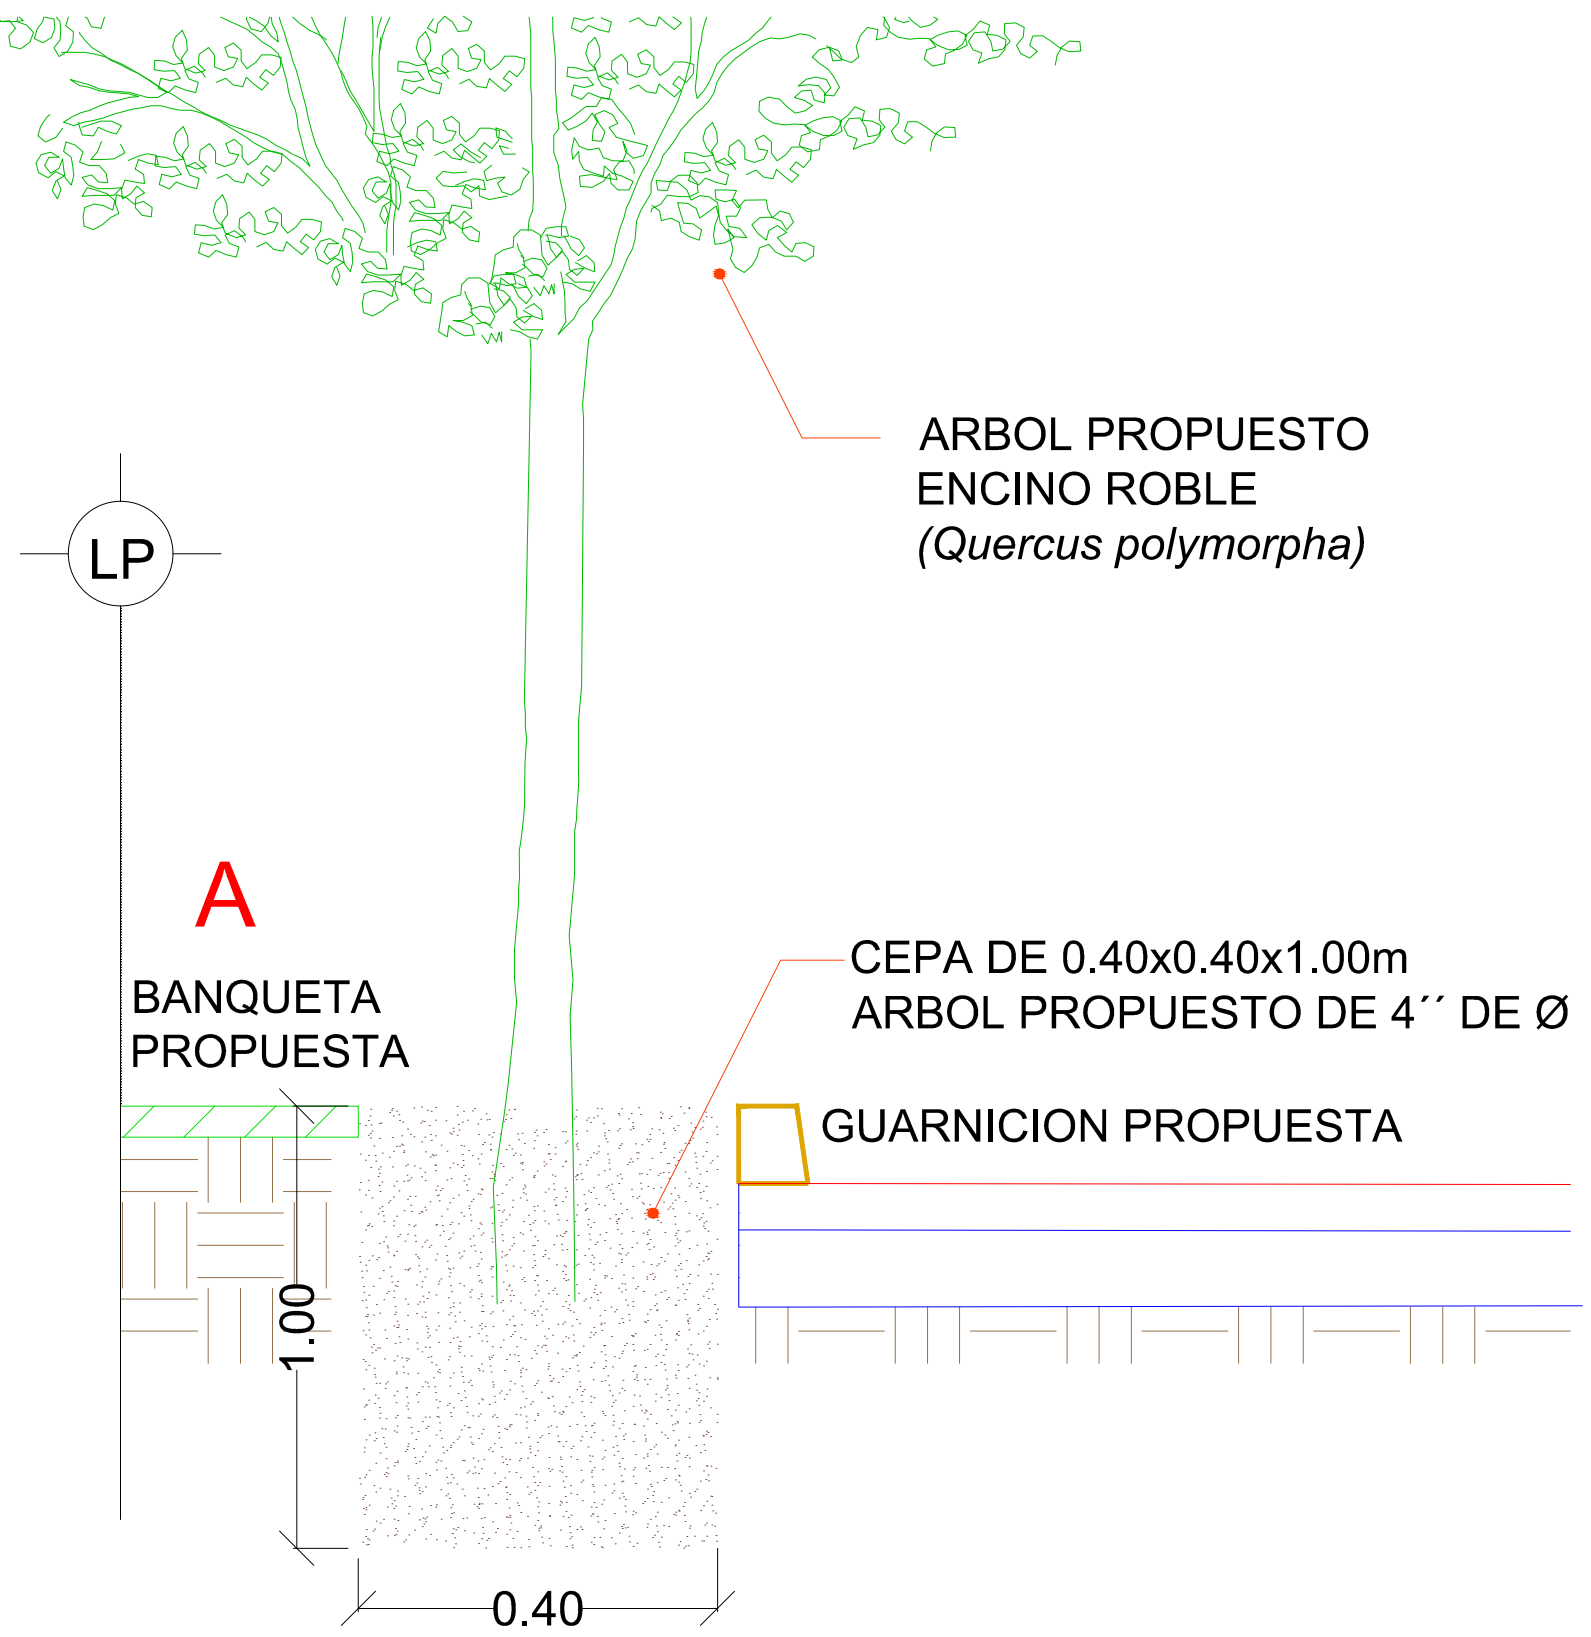 ARBOL PROPUESTO
ENCINO ROBLE
(Quercus polymorpha)
LP
A
BANQUETA
PROPUESTA
CEPA DE 0.40x0.40x1.00m
ARBOL PROPUESTO DE 4´´ DE Ø
GUARNICION PROPUESTA
1.00
0.40